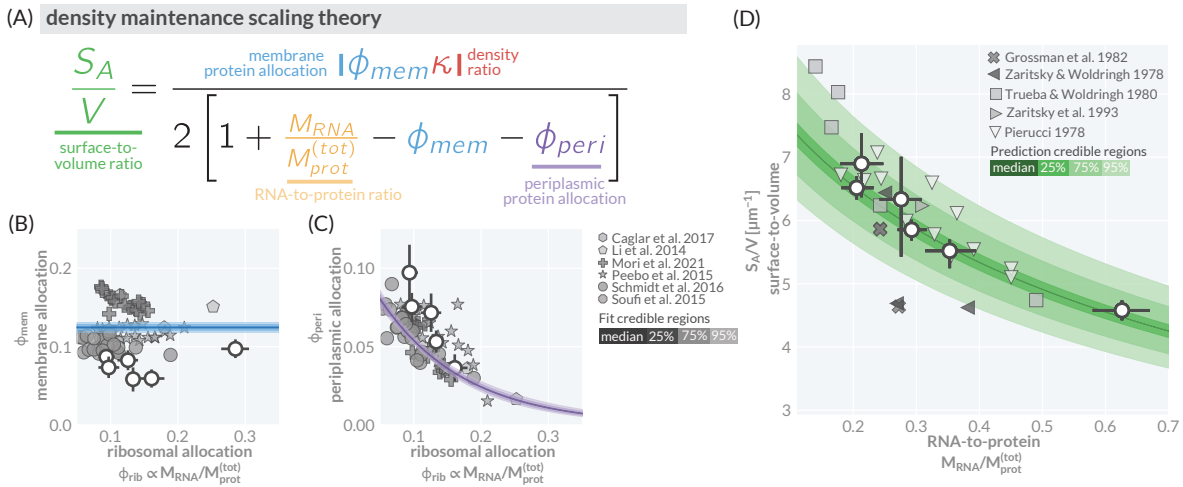 (A) density maintenance scaling theory
S_A
V
surface-to-
volume ratio
=
membrane
protein allocation
|ϕ_mem κ|
density
ratio
2 [ 1 + M_RNA / M_prot^(tot) − ϕ_mem − ϕ_peri ]
RNA-to-protein ratio
periplasmic
protein allocation
(B)
ϕ_mem
membrane allocation
0.2
0.1
0.0
0.1
0.2
0.3
ribosomal allocation
ϕ_rib ∝ M_RNA/M_prot^(tot)
(C)
ϕ_peri
periplasmic allocation
0.10
0.05
0.00
0.1
0.2
0.3
ribosomal allocation
ϕ_rib ∝ M_RNA/M_prot^(tot)
Caglar et al. 2017
Li et al. 2014
Mori et al. 2021
Peebo et al. 2015
Schmidt et al. 2016
Soufi et al. 2015
Fit credible regions
median 25% 75% 95%
(D)
S_A/V [μm⁻¹]
surface-to-volume
8
7
6
5
4
3
0.2
0.3
0.4
0.5
0.6
0.7
RNA-to-protein
M_RNA/M_prot^(tot)
Grossman et al. 1982
Zaritsky & Woldringh 1978
Trueba & Woldringh 1980
Zaritsky et al. 1993
Pierucci 1978
Prediction credible regions
median 25% 75% 95%